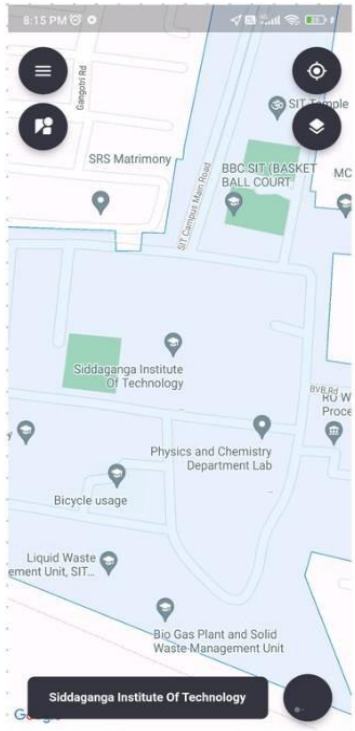 8:15 PM
Gangotri Rd
SIT Temple
SRS Matrimony
SIT Campus Main Road
BBC SIT (BASKET
BALL COURT
MC
Siddaganga Institute
Of Technology
BVB Rd
RO W
Proce
y
Physics and Chemistry
Department Lab
Bicycle usage
Liquid Waste
ement Unit, SIT...
Bio Gas Plant and Solid
Waste Management Unit
Siddaganga Institute Of Technology